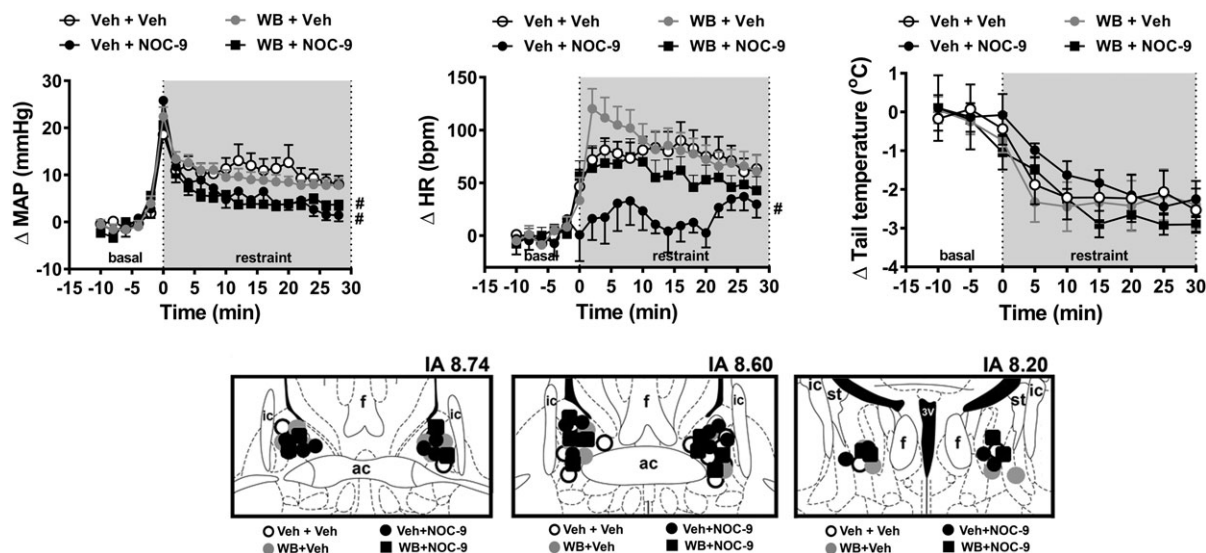 Veh + Veh WB + Veh
Veh + NOC-9 WB + NOC-9
Δ MAP (mmHg)
30
20
10
0
-10
basal restraint
#
#
-15 -10 -5 0 5 10 15 20 25 30
Time (min)
Veh + Veh WB + Veh
Veh + NOC-9 WB + NOC-9
Δ HR (bpm)
150
100
50
0
basal restraint
#
-15 -10 -5 0 5 10 15 20 25 30
Time (min)
Veh + Veh WB + Veh
Veh + NOC-9 WB + NOC-9
Δ Tail temperature (°C)
1
0
-1
-2
-3
-4
basal restraint
-15 -10 -5 0 5 10 15 20 25 30
Time (min)
IA 8.74
ic f ic
ac
Veh + Veh Veh+NOC-9
WB+Veh WB+NOC-9
IA 8.60
ic f ic
ac
Veh + Veh Veh+NOC-9
WB+Veh WB+NOC-9
IA 8.20
ic st 3V st ic
f f
Veh + Veh Veh+NOC-9
WB+Veh WB+NOC-9